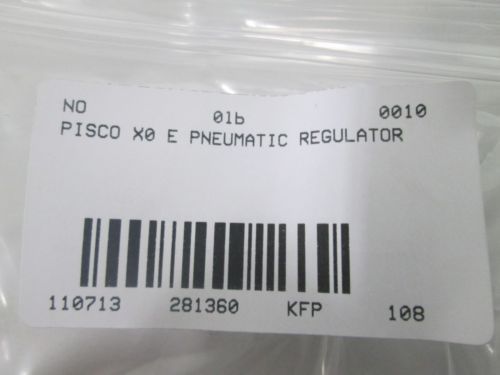 NO 01b 0010
PISCO X0 E PNEUMATIC REGULATOR
110713 281360 KFP 108